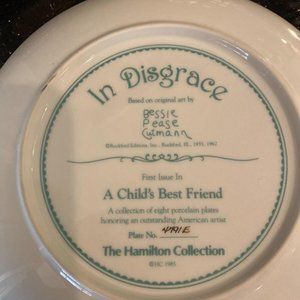 In Disgrace
Based on original art by
Bessie
Pease
Gutmann
©Rockford Editions, Inc., Rockford, Ill., 1935, 1962
First Issue In
A Child's Best Friend
A collection of eight porcelain plates
honoring an outstanding American artist
Plate No.
The Hamilton Collection
©HC 1985